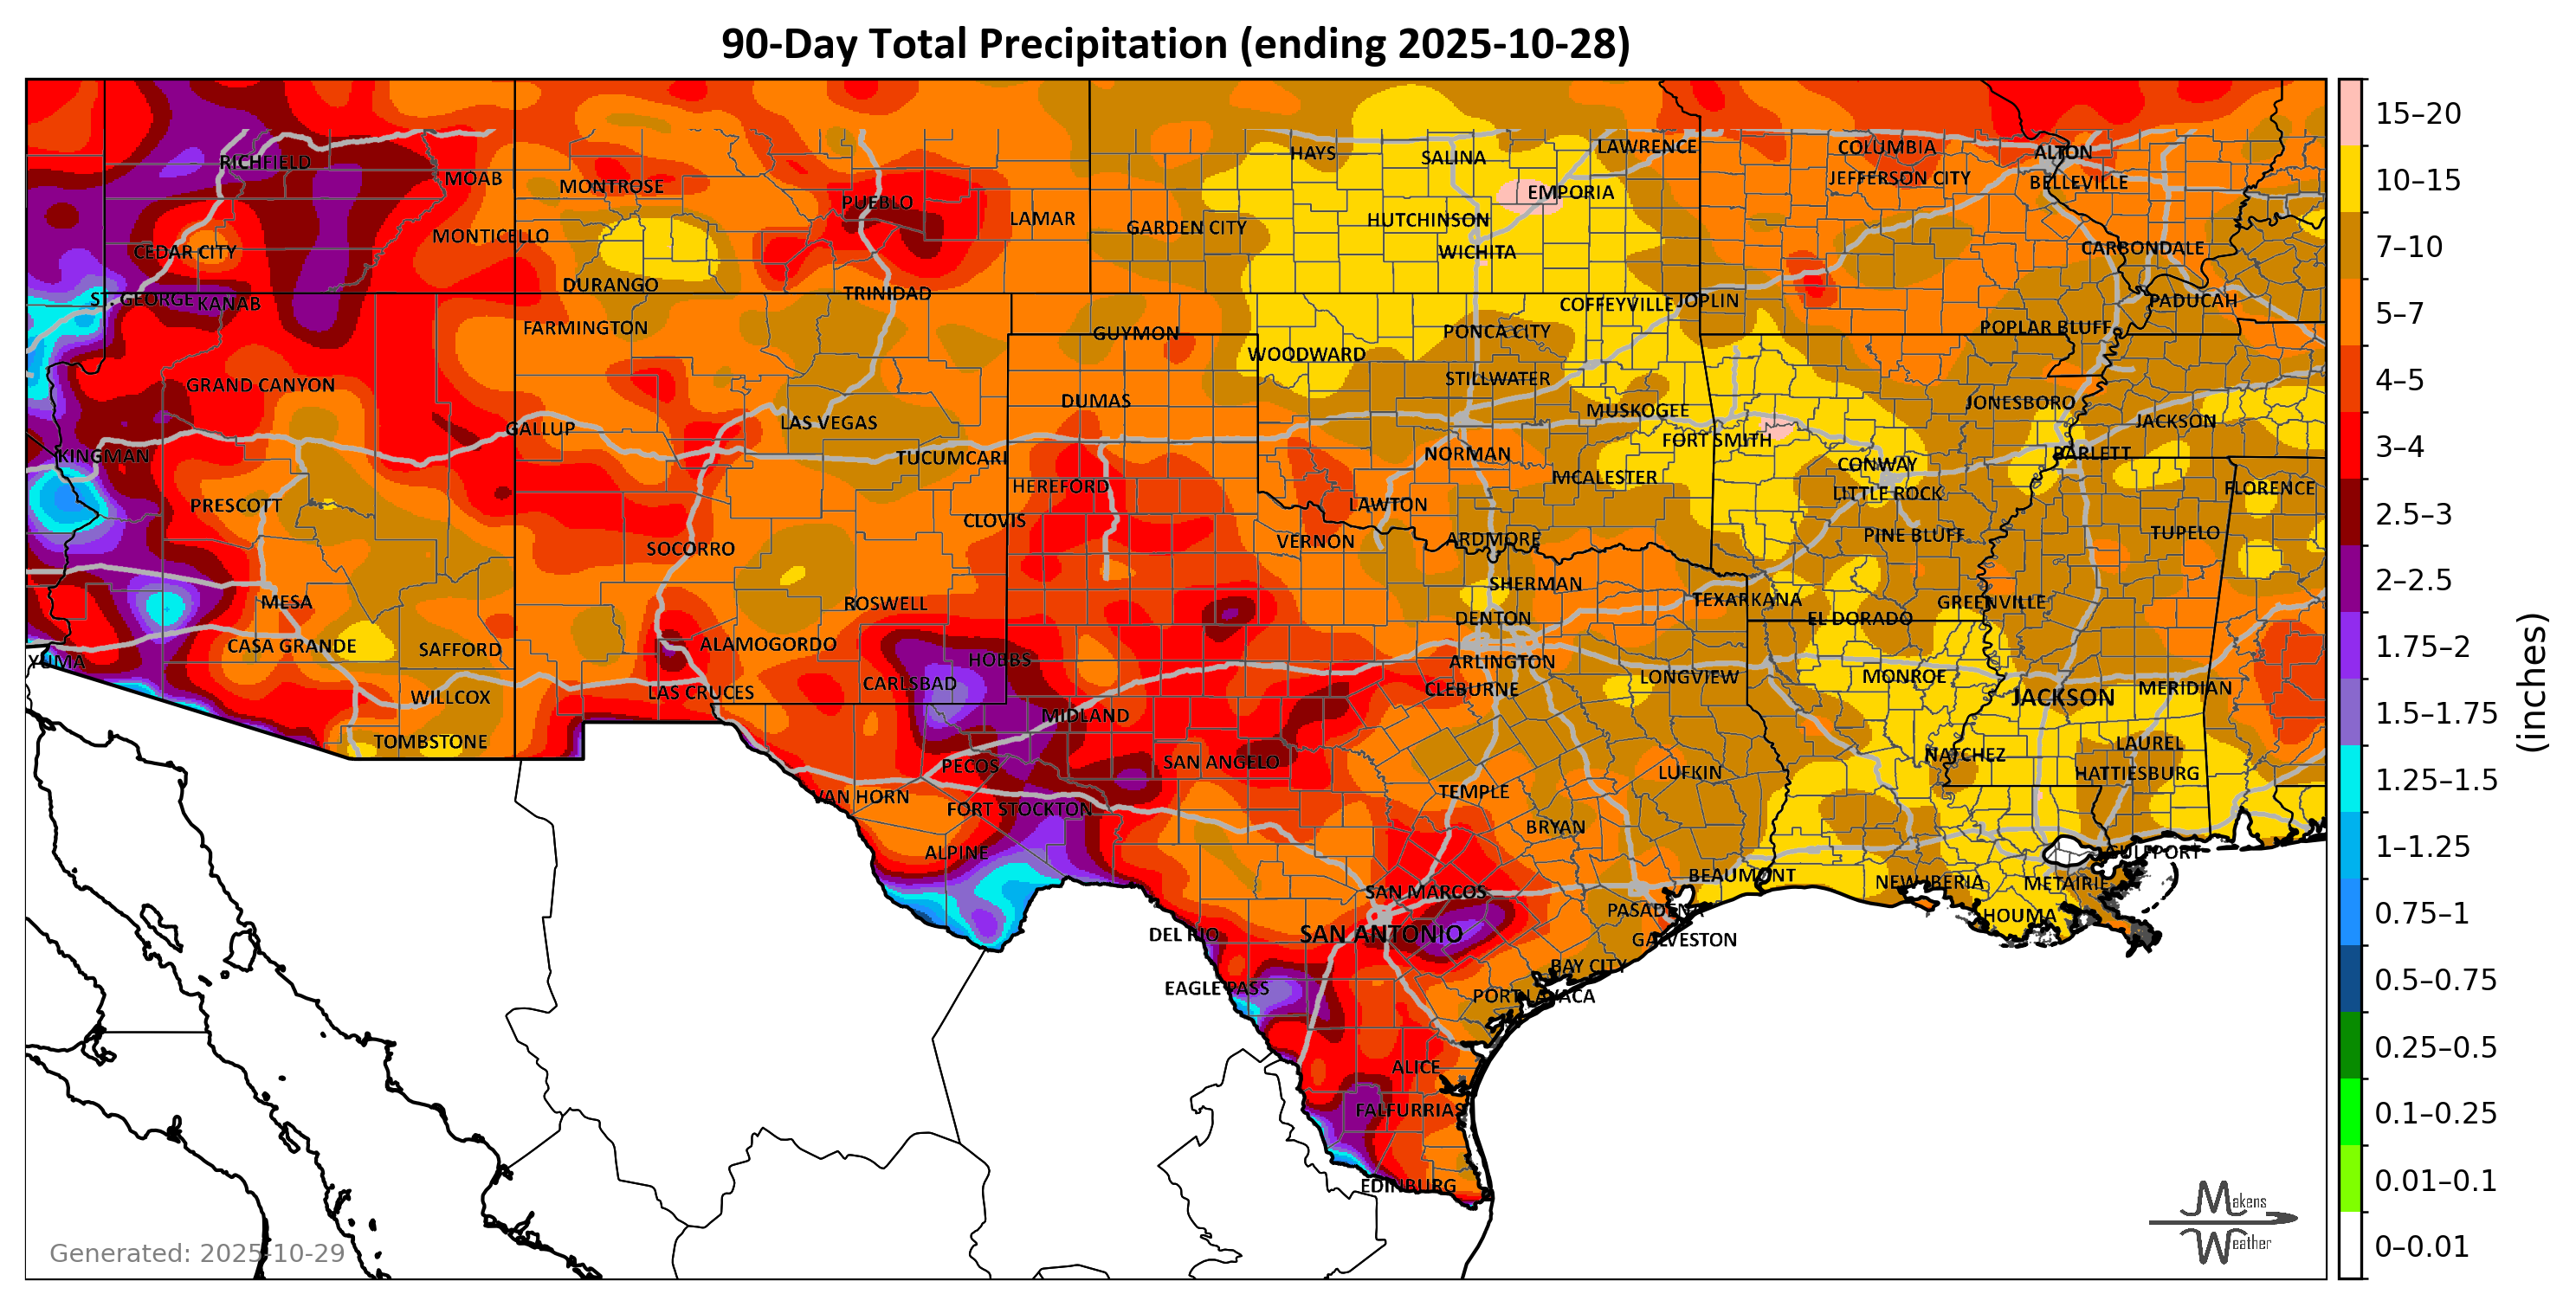 90-Day Total Precipitation (ending 2025-10-28)
HAYS
SALINA
LAWRENCE
COLUMBIA
ALTON
RICHFIELD
MOAB
MONTROSE
PUEBLO
EMPORIA
JEFFERSON CITY
BELLEVILLE
LAMAR
GARDEN CITY
HUTCHINSON
MONTICELLO
CEDAR CITY
WICHITA
CARBONDALE
DURANGO
TRINIDAD
ST. GEORGE
KANAB
COFFEYVILLE
JOPLIN
PADUCAH
FARMINGTON
GUYMON
PONCA CITY
POPLAR BLUFF
WOODWARD
GRAND CANYON
STILLWATER
DUMAS
MUSKOGEE
JONESBORO
GALLUP
LAS VEGAS
JACKSON
KINGMAN
TUCUMCARI
NORMAN
FORT SMITH
CONWAY
BARLETT
HEREFORD
MCALESTER
LITTLE ROCK
FLORENCE
PRESCOTT
LAWTON
CLOVIS
SOCORRO
VERNON
ARDMORE
PINE BLUFF
TUPELO
MESA
ROSWELL
SHERMAN
TEXARKANA
GREENVILLE
DENTON
EL DORADO
CASA GRANDE
SAFFORD
ALAMOGORDO
YUMA
HOBBS
ARLINGTON
CARLSBAD
CLEBURNE
LONGVIEW
MONROE
MERIDIAN
WILLCOX
LAS CRUCES
JACKSON
MIDLAND
TOMBSTONE
PECOS
SAN ANGELO
NATCHEZ
LAUREL
LUFKIN
HATTIESBURG
VAN HORN
FORT STOCKTON
TEMPLE
BRYAN
ALPINE
GULFPORT
SAN MARCOS
BEAUMONT
NEW IBERIA
METAIRIE
PASADENA
HOUMA
DEL RIO
SAN ANTONIO
GALVESTON
BAY CITY
EAGLE PASS
PORT LAVACA
ALICE
FALFURRIAS
EDINBURG
15–20
10–15
7–10
5–7
4–5
3–4
2.5–3
2–2.5
1.75–2
1.5–1.75
1.25–1.5
1–1.25
0.75–1
0.5–0.75
0.25–0.5
0.1–0.25
0.01–0.1
0–0.01
(inches)
Generated: 2025-10-29
Makens
Weather